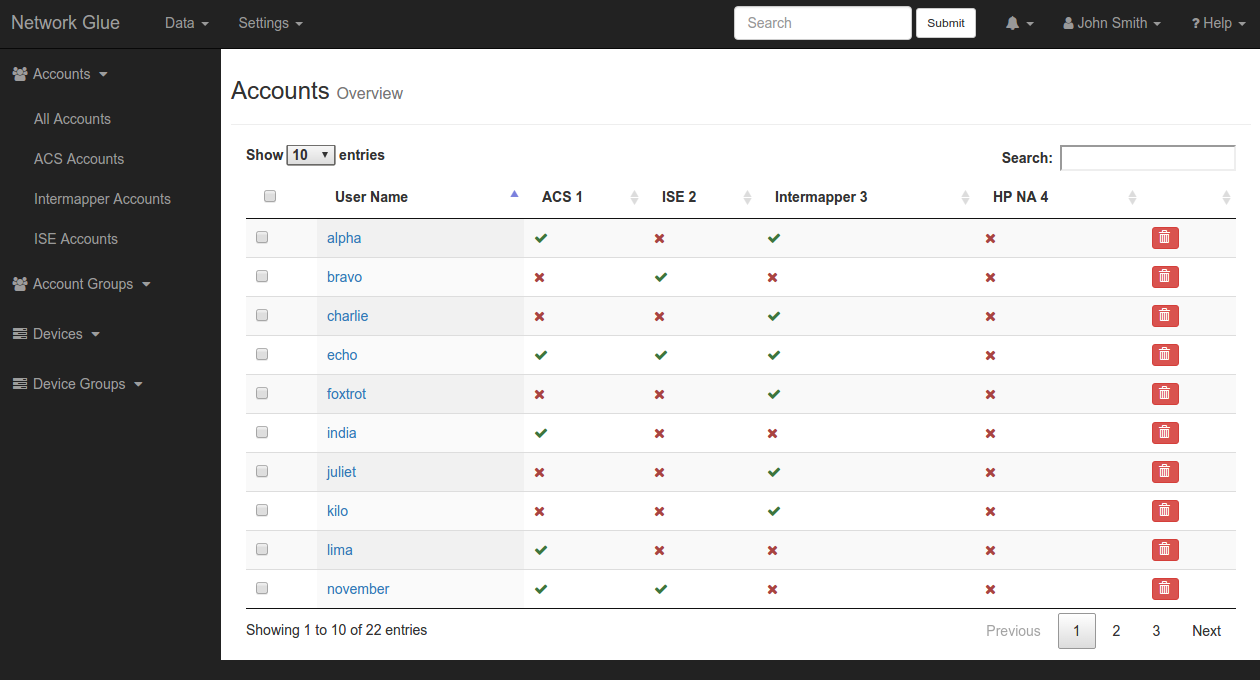 Network Glue Data Settings Search Submit John Smith ? Help
Accounts
All Accounts
ACS Accounts
Intermapper Accounts
ISE Accounts
Account Groups
Devices
Device Groups
Accounts Overview
Show 10 entries
Search:
User Name ACS 1 ISE 2 Intermapper 3 HP NA 4
alpha
bravo
charlie
echo
foxtrot
india
juliet
kilo
lima
november
Showing 1 to 10 of 22 entries
Previous 1 2 3 Next